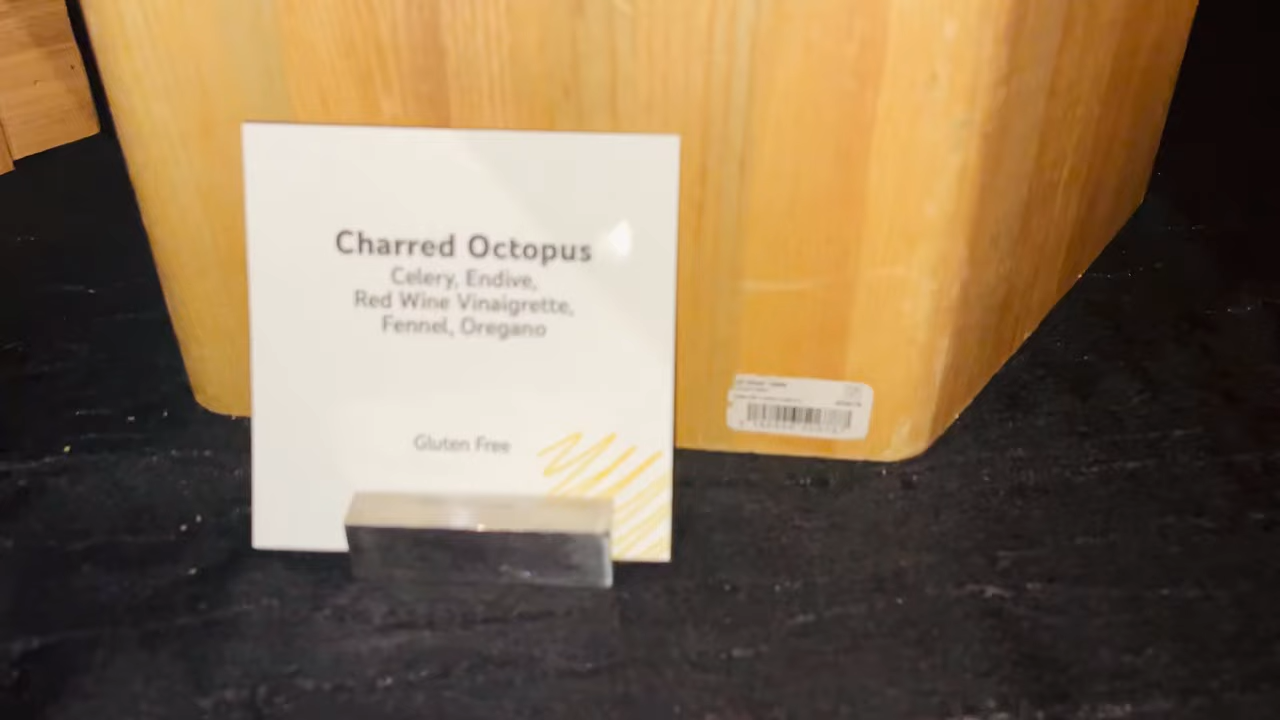 Charred Octopus
Celery, Endive,
Red Wine Vinaigrette,
Fennel, Oregano
Gluten Free